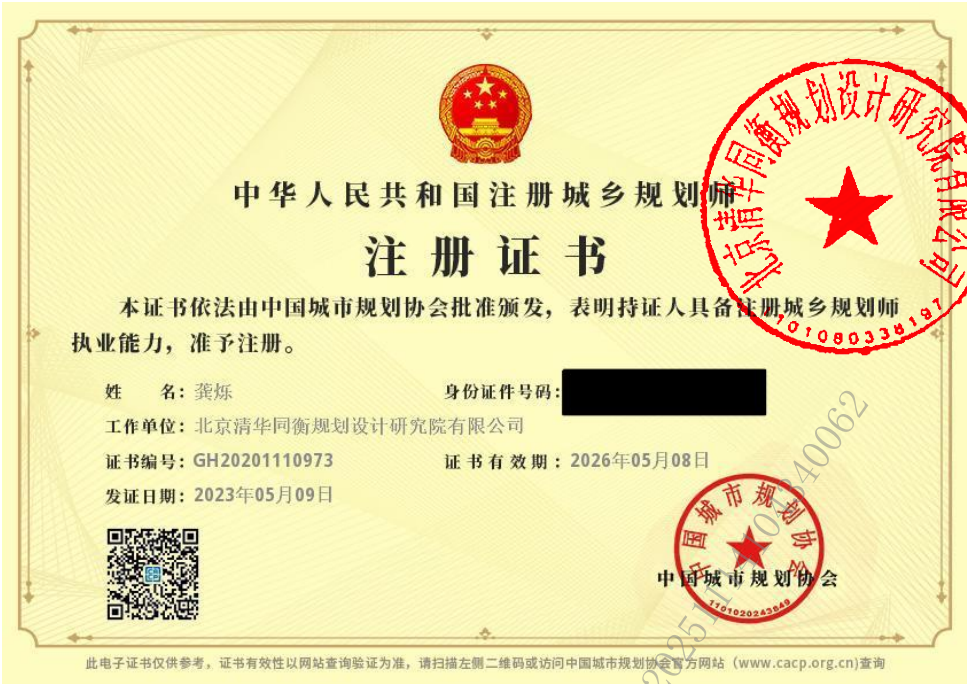 中华人民共和国注册城乡规划师
注册证书
本证书依法由中国城市规划协会批准颁发，表明持证人具备注册城乡规划师
执业能力，准予注册。
姓 名：龚烁
身份证件号码：
工作单位：北京清华同衡规划设计研究院有限公司
证书编号：GH20201110973
证书有效期：2026年05月08日
发证日期：2023年05月09日
中国城市规划协会
此电子证书仅供参考，证书有效性以网站查询验证为准，请扫描左侧二维码或访问中国城市规划协会官方网站（www.cacp.org.cn)查询
北京清华同衡规划设计研究院有限公司
1101080338197
中国城市规划协会
1101020243849